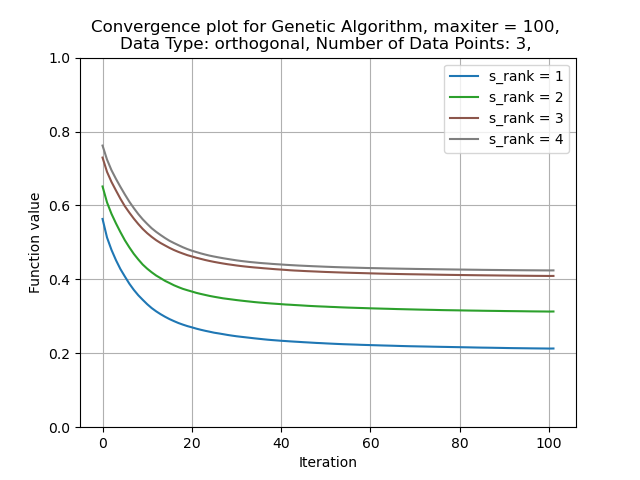 Convergence plot for Genetic Algorithm, maxiter = 100,
Data Type: orthogonal, Number of Data Points: 3,
1.0
0.8
0.6
0.4
0.2
0.0
Function value
s_rank = 1
s_rank = 2
s_rank = 3
s_rank = 4
0 20 40 60 80 100
Iteration